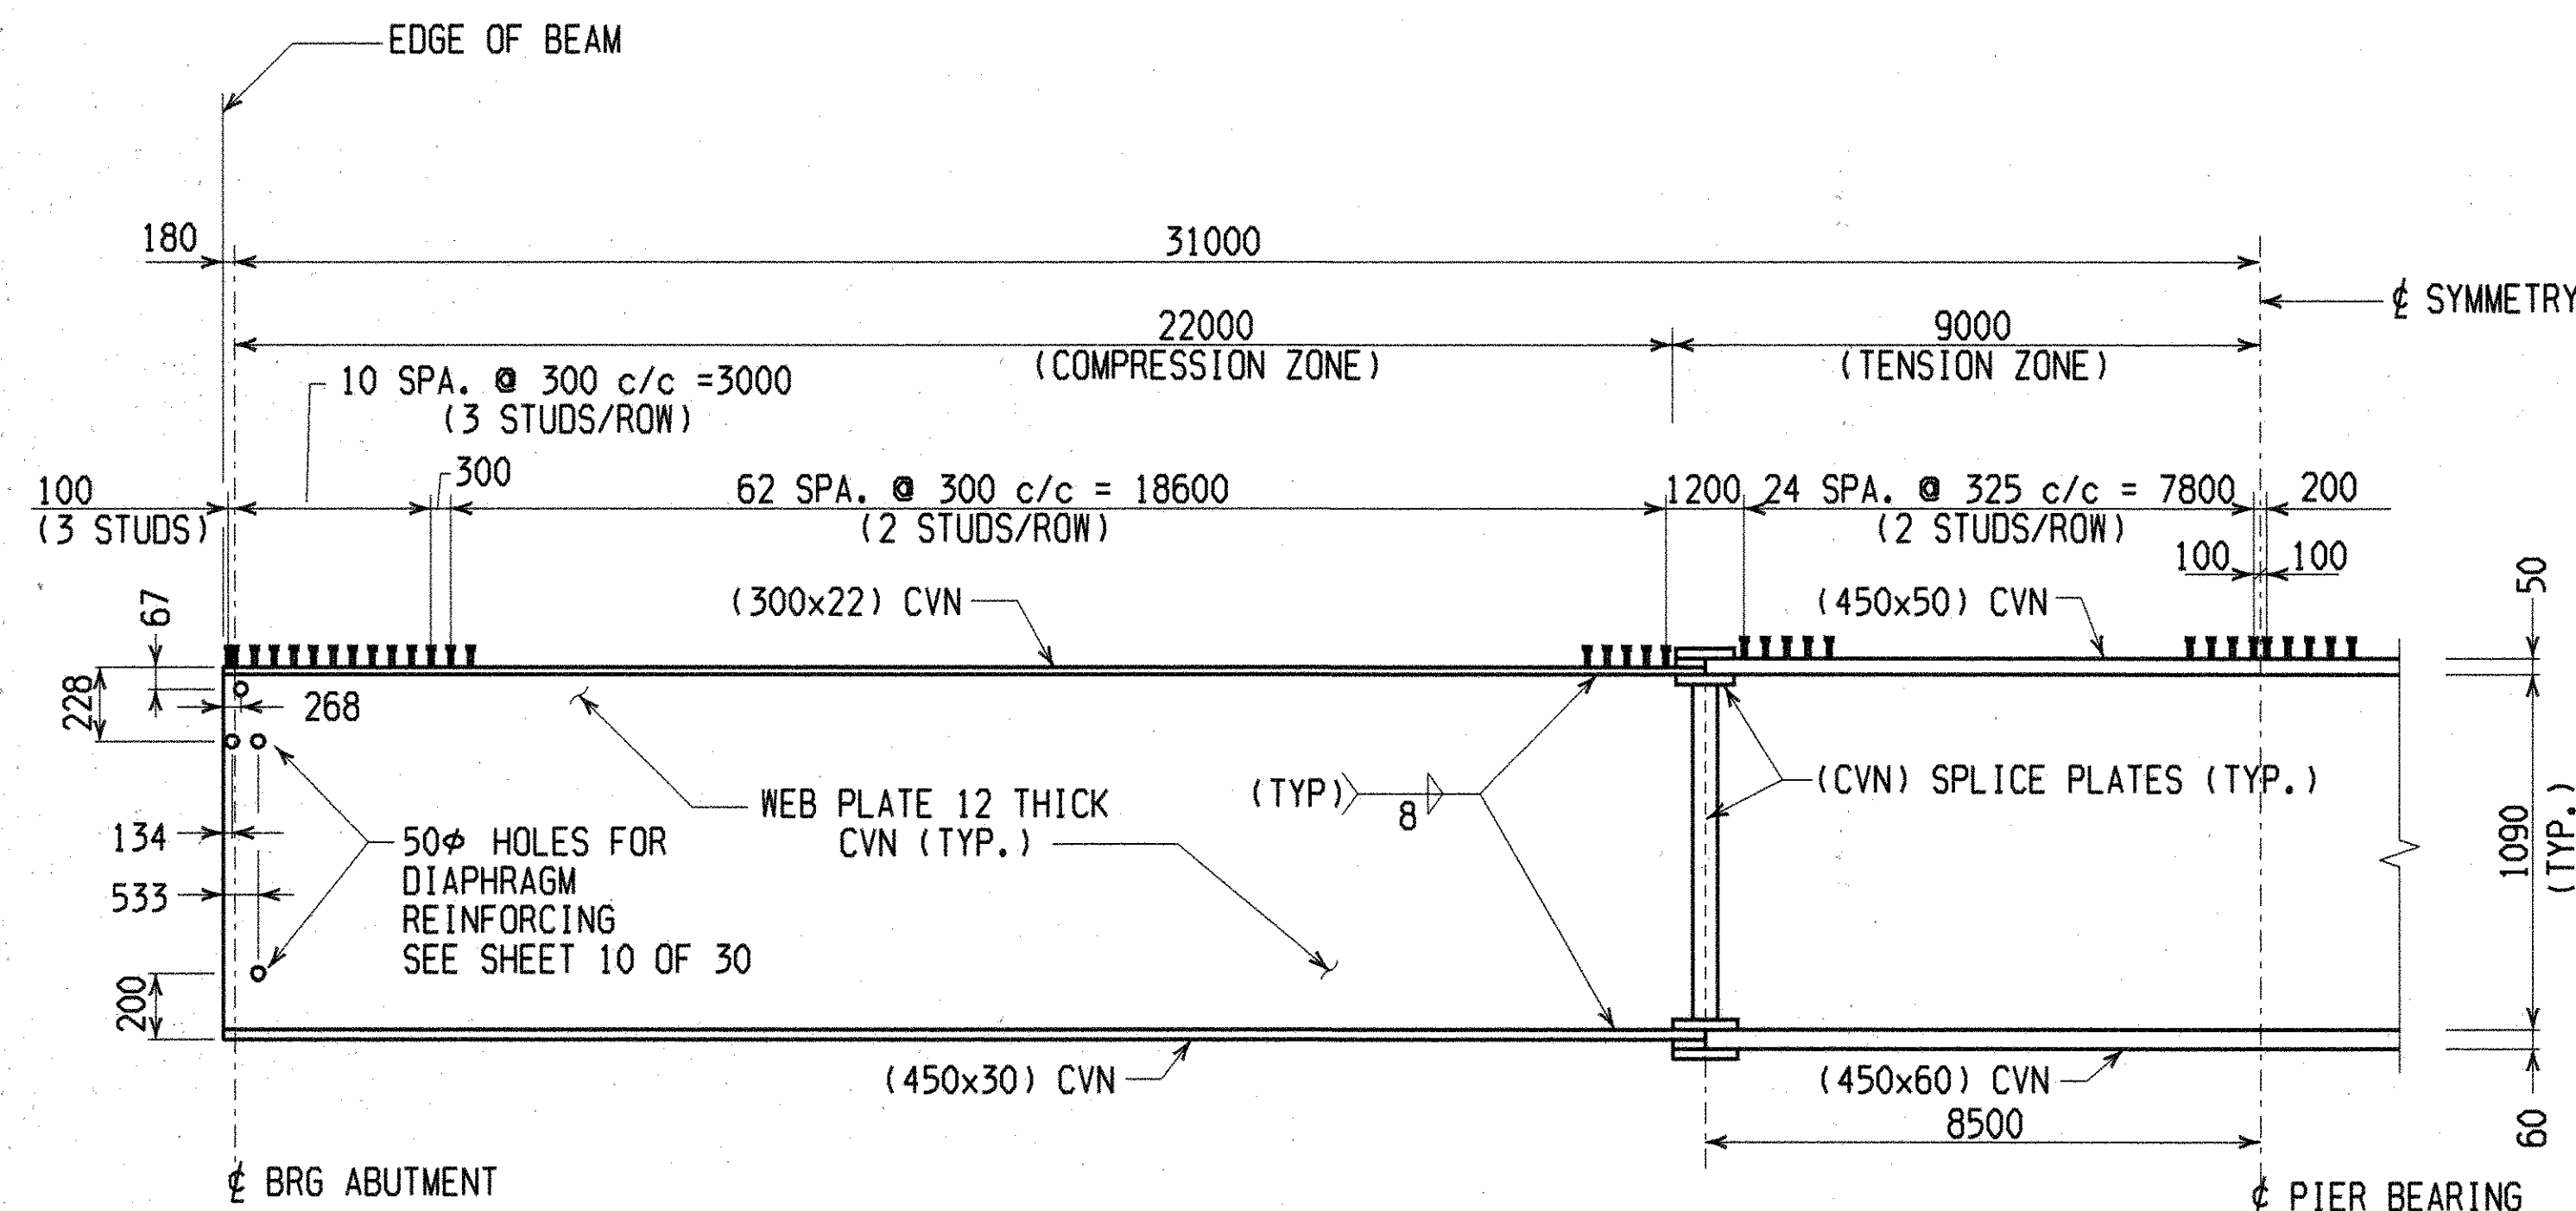 EDGE OF BEAM
180
31000
℄ SYMMETRY
22000
(COMPRESSION ZONE)
9000
(TENSION ZONE)
10 SPA. @ 300 c/c =3000
(3 STUDS/ROW)
300
100
(3 STUDS)
62 SPA. @ 300 c/c = 18600
(2 STUDS/ROW)
1200
24 SPA. @ 325 c/c = 7800
(2 STUDS/ROW)
200
100
100
50
67
(300x22) CVN
(450x50) CVN
228
268
WEB PLATE 12 THICK
CVN (TYP.)
(TYP)
8
(CVN) SPLICE PLATES (TYP.)
134
533
50φ HOLES FOR
DIAPHRAGM
REINFORCING
SEE SHEET 10 OF 30
1090
(TYP.)
200
(450x30) CVN
(450x60) CVN
8500
60
℄ BRG ABUTMENT
℄ PIER BEARING